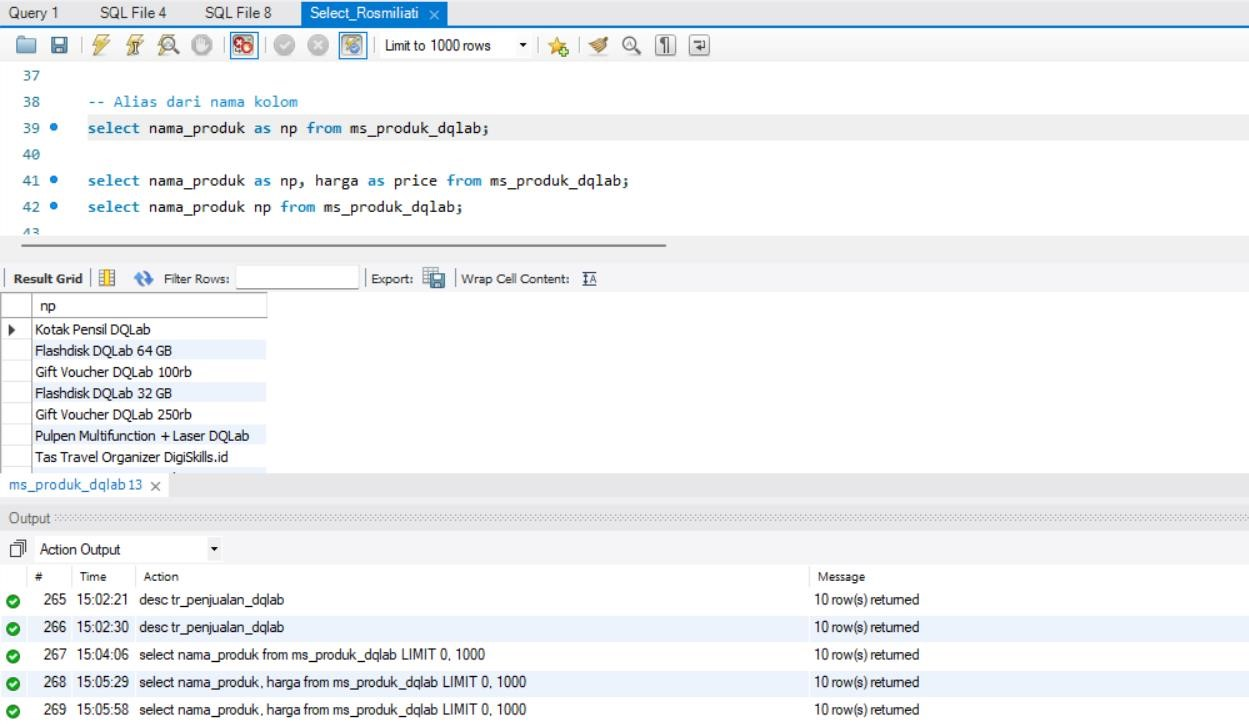 Query 1 SQL File 4 SQL File 8 Select_Rosmiliati
Limit to 1000 rows
37
38 -- Alias dari nama kolom
39 select nama_produk as np from ms_produk_dqlab;
40
41 select nama_produk as np, harga as price from ms_produk_dqlab;
42 select nama_produk np from ms_produk_dqlab;
43
Result Grid Filter Rows: Export: Wrap Cell Content:
np
Kotak Pensil DQLab
Flashdisk DQLab 64 GB
Gift Voucher DQLab 100rb
Flashdisk DQLab 32 GB
Gift Voucher DQLab 250rb
Pulpen Multifunction + Laser DQLab
Tas Travel Organizer DigiSkills.id
ms_produk_dqlab13
Output
Action Output
# Time Action Message
265 15:02:21 desc tr_penjualan_dqlab 10 row(s) returned
266 15:02:30 desc tr_penjualan_dqlab 10 row(s) returned
267 15:04:06 select nama_produk from ms_produk_dqlab LIMIT 0, 1000 10 row(s) returned
268 15:05:29 select nama_produk, harga from ms_produk_dqlab LIMIT 0, 1000 10 row(s) returned
269 15:05:58 select nama_produk, harga from ms_produk_dqlab LIMIT 0, 1000 10 row(s) returned